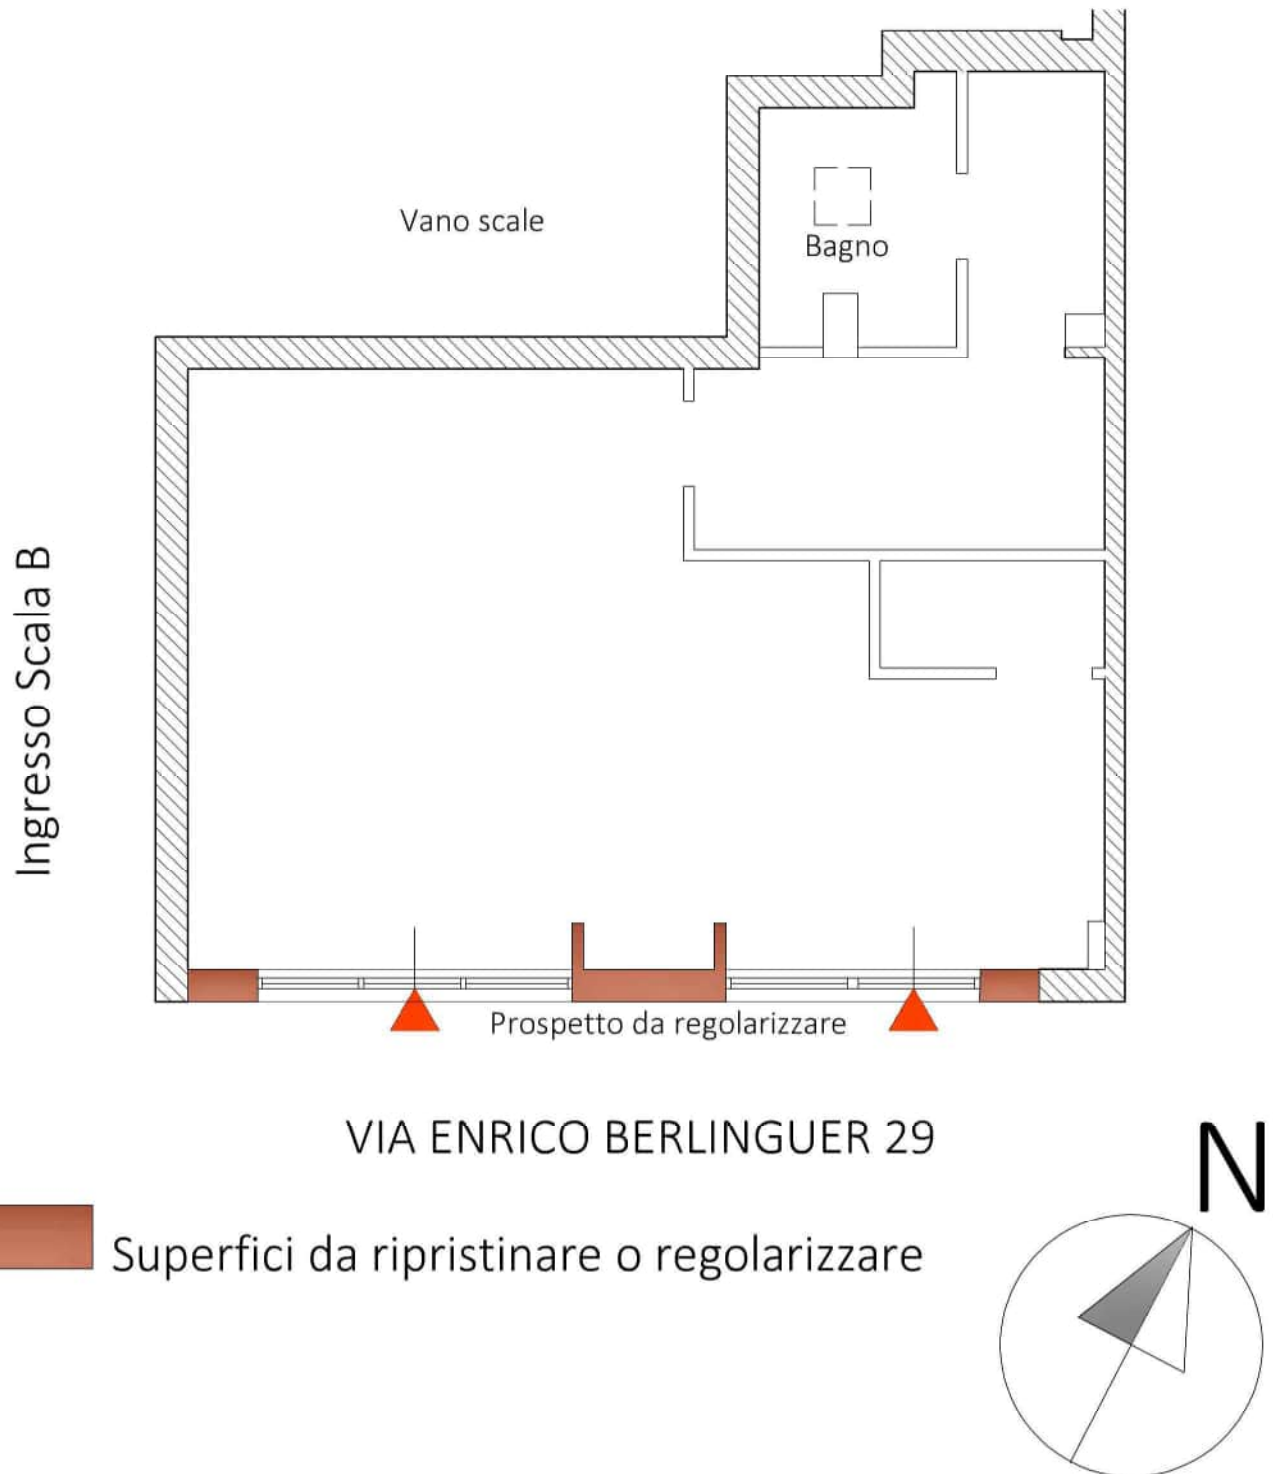 Vano scale
Bagno
Ingresso Scala B
Prospetto da regolarizzare
VIA ENRICO BERLINGUER 29
N
Superfici da ripristinare o regolarizzare